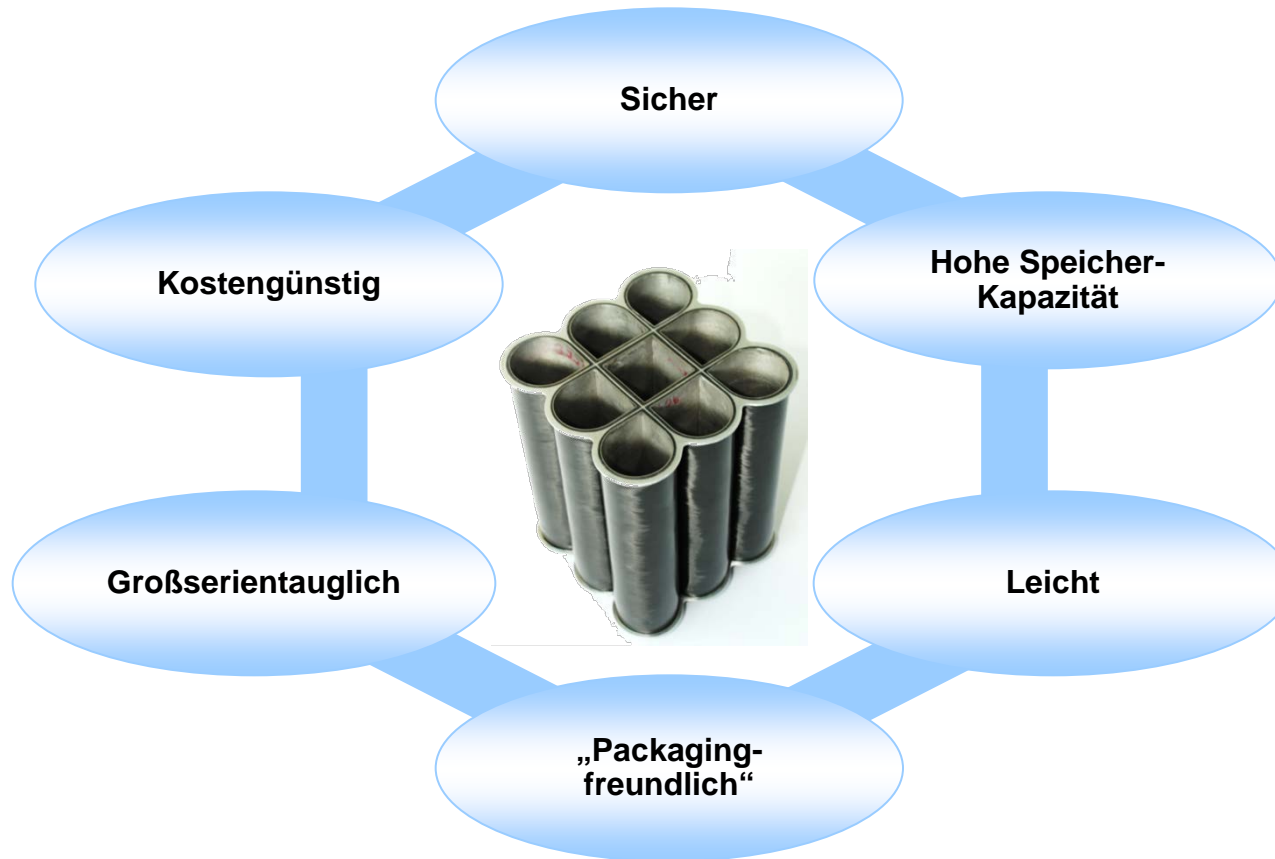 Sicher
Kostengünstig
Hohe Speicher-
Kapazität
Großserientauglich
Leicht
„Packaging-
freundlich“